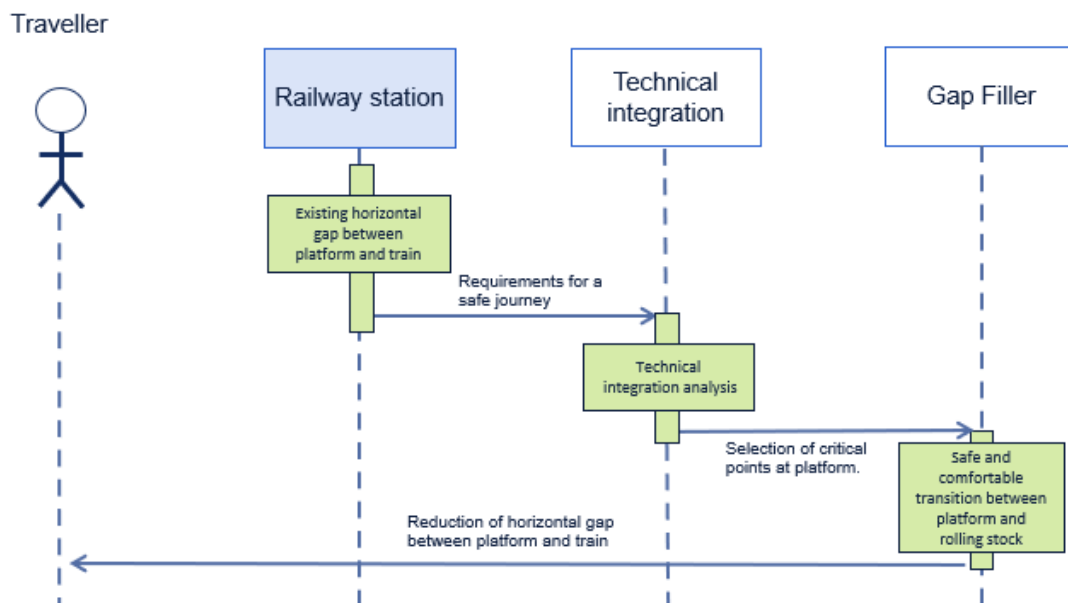 Traveller
Railway station
Technical
integration
Gap Filler
Existing horizontal
gap between
platform and train
Requirements for a
safe journey
Technical
integration analysis
Selection of critical
points at platform.
Safe and
comfortable
transition between
platform and
rolling stock
Reduction of horizontal gap
between platform and train